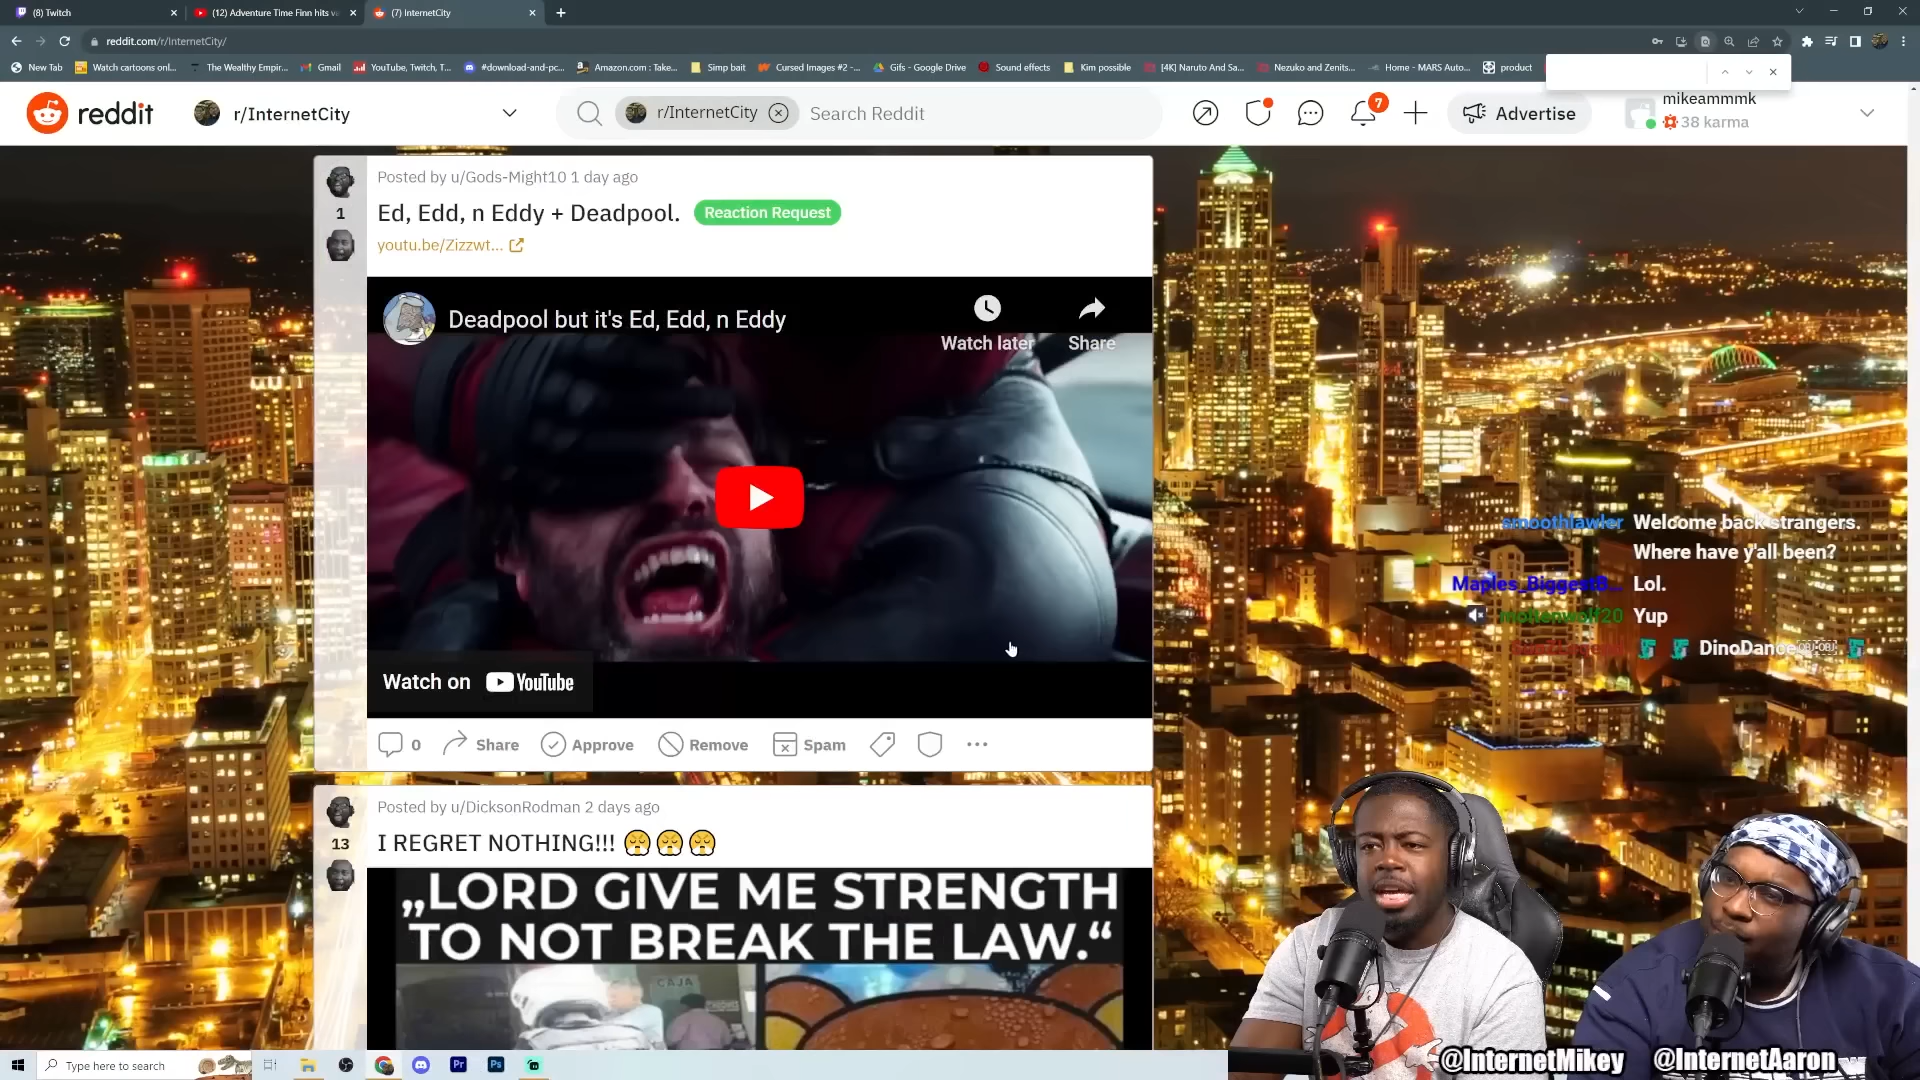 (8) Twitch
(12) Adventure Time Finn hits v
(7) InternetCity
reddit.com/r/InternetCity/
New Tab
Watch cartoons onl...
The Wealthy Empir...
Gmail
YouTube, Twitch, T...
#download-and-pc...
Amazon.com : Take...
Simp bait
Cursed Images #2 -...
Gifs - Google Drive
Sound effects
Kim possible
[4K] Naruto And Sa...
Nezuko and Zenits...
Home - MARS Auto...
product
reddit
r/InternetCity
r/InternetCity
Search Reddit
7
Advertise
mikeammmk
38 karma
Posted by u/Gods-Might10 1 day ago
1
Ed, Edd, n Eddy + Deadpool.
Reaction Request
youtu.be/Zizzwt...
Deadpool but it's Ed, Edd, n Eddy
Watch later
Share
Watch on YouTube
0
Share
Approve
Remove
Spam
smoothlawler Welcome back strangers.
Where have y'all been?
Maples_BiggestB... Lol.
moltenwolf20 Yup
DinoDance
Posted by u/DicksonRodman 2 days ago
13
I REGRET NOTHING!!!
„LORD GIVE ME STRENGTH
TO NOT BREAK THE LAW.“
CAJA
Type here to search
Pr
Ps
@InternetMikey
@InternetAaron